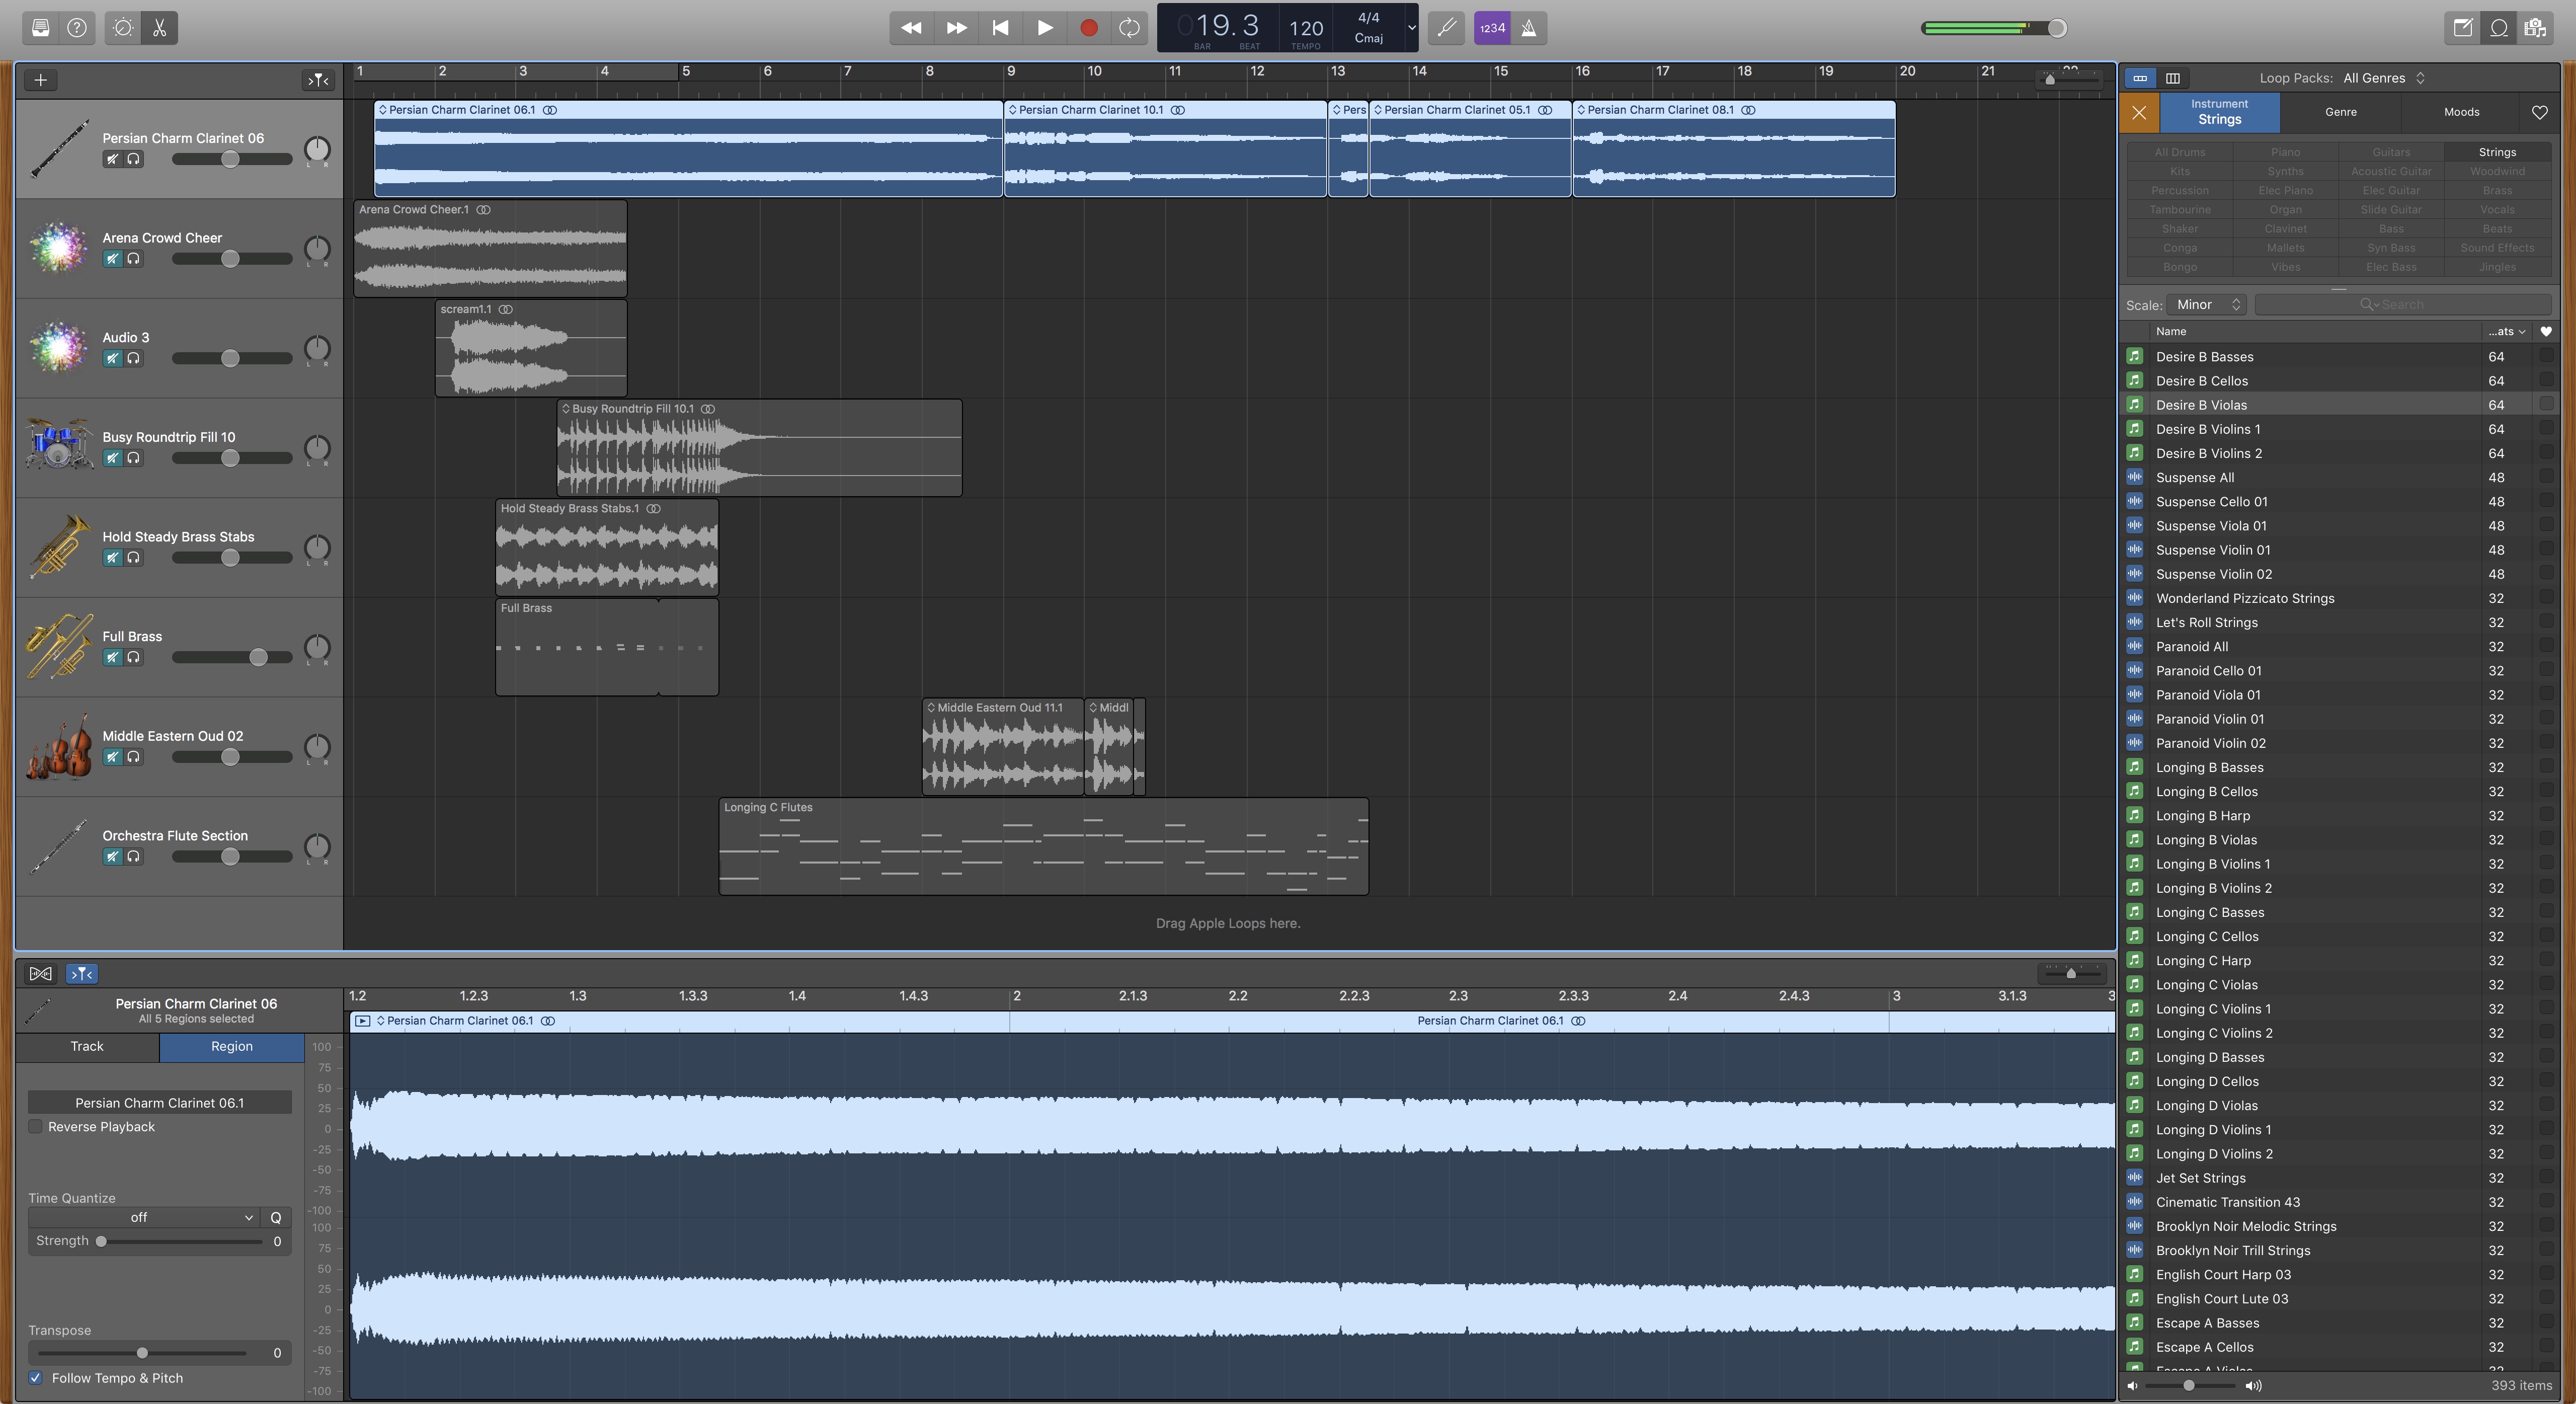 019.3
BAR BEAT
120
TEMPO
4/4
Cmaj
1234
1 2 3 4 5 6 7 8 9 10 11 12 13 14 15 16 17 18 19 20 21
Persian Charm Clarinet 06
L R
Persian Charm Clarinet 06.1
Persian Charm Clarinet 10.1
Pers
Persian Charm Clarinet 05.1
Persian Charm Clarinet 08.1
Arena Crowd Cheer
L R
Arena Crowd Cheer.1
Audio 3
L R
scream1.1
Busy Roundtrip Fill 10
L R
Busy Roundtrip Fill 10.1
Hold Steady Brass Stabs
L R
Hold Steady Brass Stabs.1
Full Brass
L R
Full Brass
Middle Eastern Oud 02
L R
Middle Eastern Oud 11.1
Middl
Orchestra Flute Section
L R
Longing C Flutes
Drag Apple Loops here.
Persian Charm Clarinet 06
All 5 Regions selected
Track
Region
Persian Charm Clarinet 06.1
Reverse Playback
Time Quantize
off
Q
Strength
0
Transpose
0
Follow Tempo & Pitch
1.2 1.2.3 1.3 1.3.3 1.4 1.4.3 2 2.1.3 2.2 2.2.3 2.3 2.3.3 2.4 2.4.3 3 3.1.3 3
Persian Charm Clarinet 06.1
Persian Charm Clarinet 06.1
100
75
50
25
0
-25
-50
-75
-100
100
75
50
25
0
-25
-50
-75
-100
Loop Packs: All Genres
Instrument
Strings
Genre
Moods
All Drums Piano Guitars Strings
Kits Synths Acoustic Guitar Woodwind
Percussion Elec Piano Elec Guitar Brass
Tambourine Organ Slide Guitar Vocals
Shaker Clavinet Bass Beats
Conga Mallets Syn Bass Sound Effects
Bongo Vibes Elec Bass Jingles
Scale: Minor
Search
Name ...ats
Desire B Basses 64
Desire B Cellos 64
Desire B Violas 64
Desire B Violins 1 64
Desire B Violins 2 64
Suspense All 48
Suspense Cello 01 48
Suspense Viola 01 48
Suspense Violin 01 48
Suspense Violin 02 48
Wonderland Pizzicato Strings 32
Let's Roll Strings 32
Paranoid All 32
Paranoid Cello 01 32
Paranoid Viola 01 32
Paranoid Violin 01 32
Paranoid Violin 02 32
Longing B Basses 32
Longing B Cellos 32
Longing B Harp 32
Longing B Violas 32
Longing B Violins 1 32
Longing B Violins 2 32
Longing C Basses 32
Longing C Cellos 32
Longing C Harp 32
Longing C Violas 32
Longing C Violins 1 32
Longing C Violins 2 32
Longing D Basses 32
Longing D Cellos 32
Longing D Violas 32
Longing D Violins 1 32
Longing D Violins 2 32
Jet Set Strings 32
Cinematic Transition 43 32
Brooklyn Noir Melodic Strings 32
Brooklyn Noir Trill Strings 32
English Court Harp 03 32
English Court Lute 03 32
Escape A Basses 32
Escape A Cellos 32
393 items